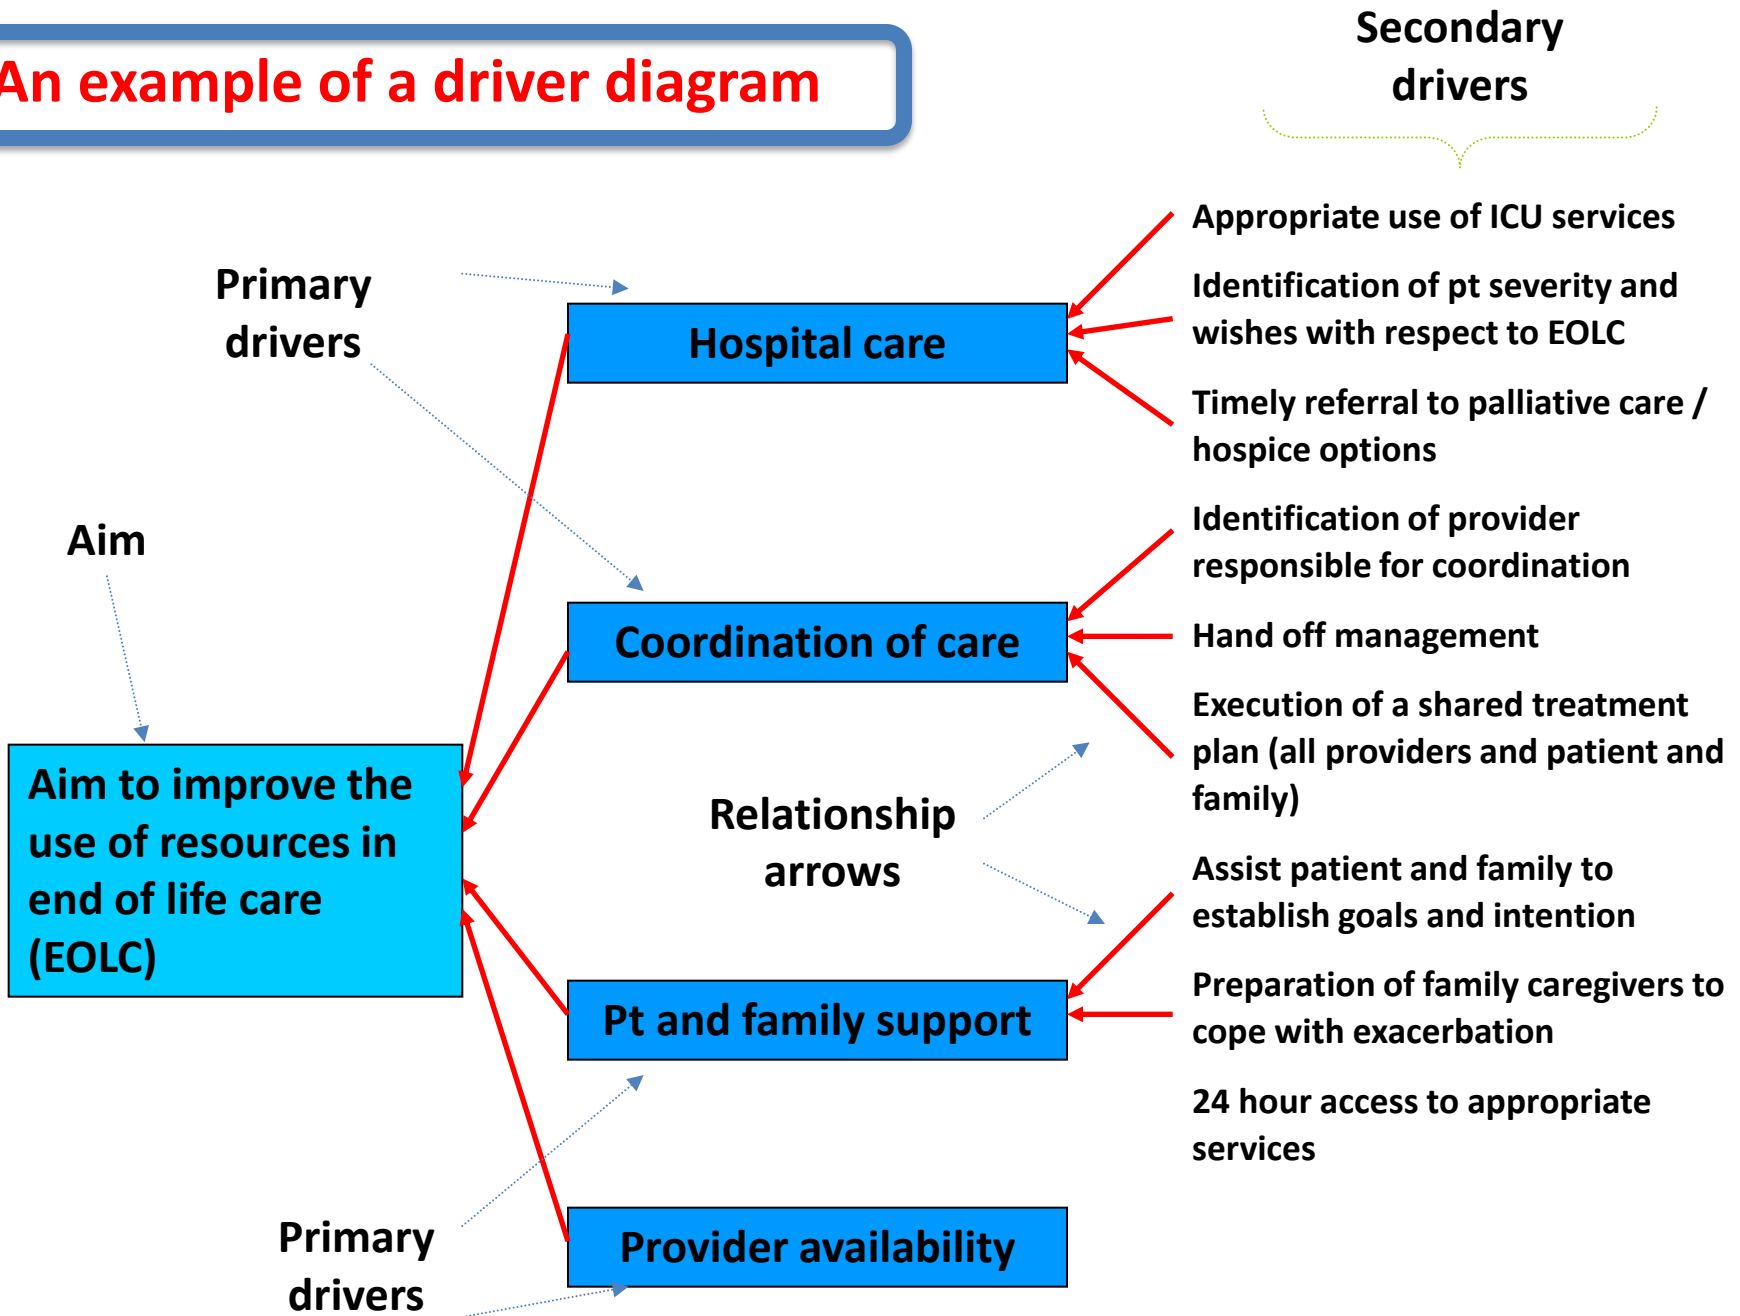 An example of a driver diagram
Secondary
drivers
Primary
drivers
Hospital care
Appropriate use of ICU services
Identification of pt severity and
wishes with respect to EOLC
Timely referral to palliative care /
hospice options
Aim
Coordination of care
Identification of provider
responsible for coordination
Hand off management
Execution of a shared treatment
plan (all providers and patient and
family)
Aim to improve the
use of resources in
end of life care
(EOLC)
Relationship
arrows
Pt and family support
Assist patient and family to
establish goals and intention
Preparation of family caregivers to
cope with exacerbation
24 hour access to appropriate
services
Primary
drivers
Provider availability